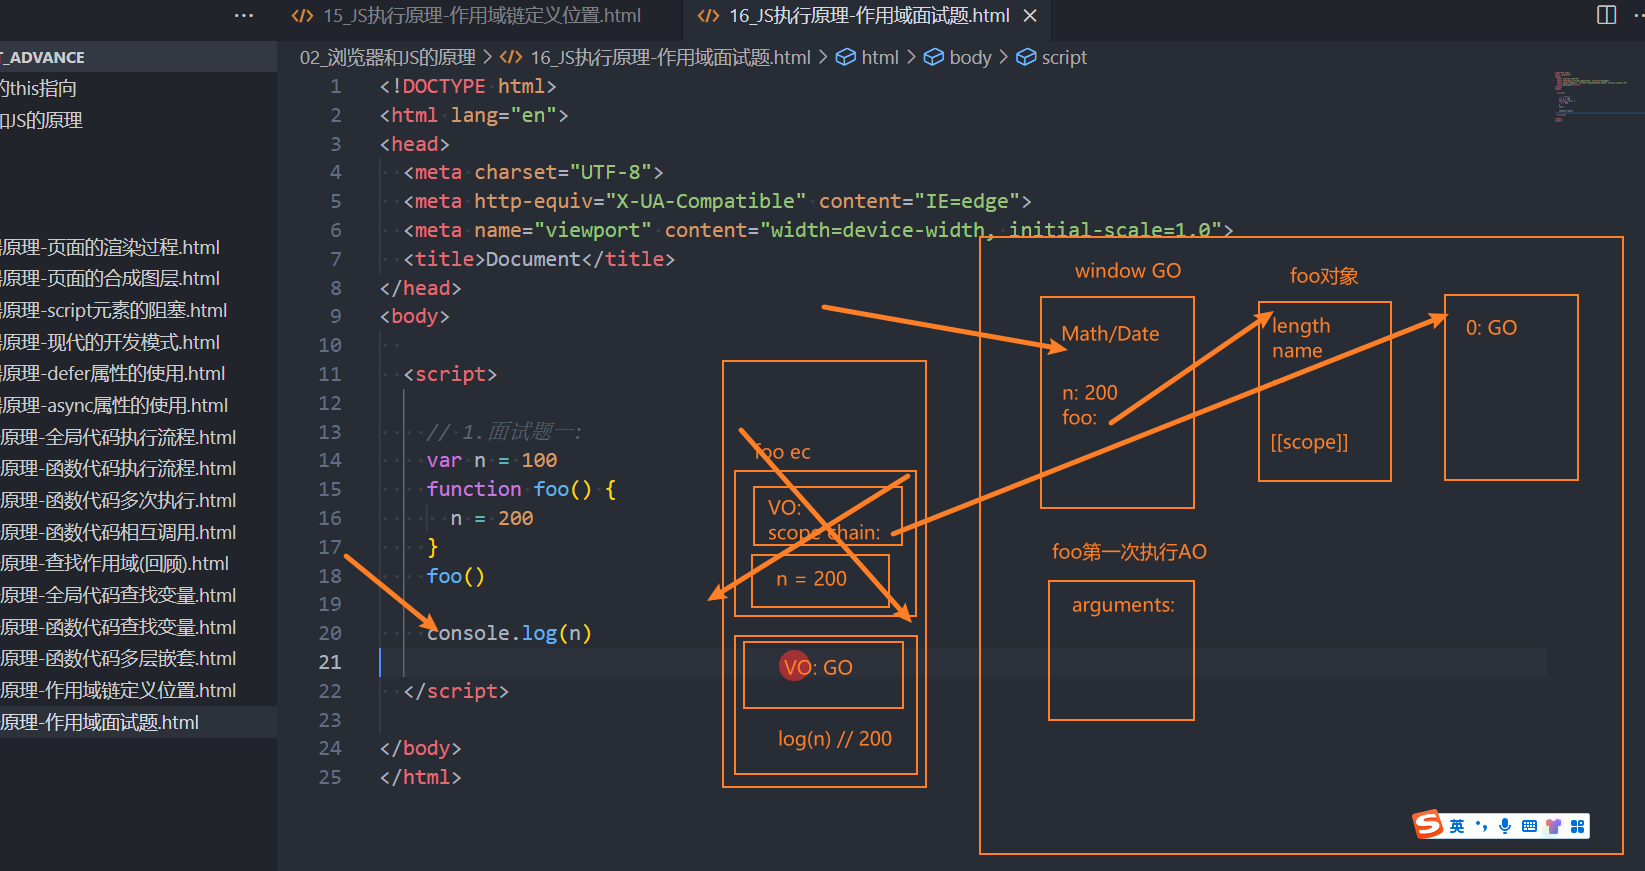 15_JS执行原理-作用域链定义位置.html
16_JS执行原理-作用域面试题.html
T_ADVANCE
的this指向
和JS的原理
原理-页面的渲染过程.html
原理-页面的合成图层.html
原理-script元素的阻塞.html
原理-现代的开发模式.html
原理-defer属性的使用.html
原理-async属性的使用.html
原理-全局代码执行流程.html
原理-函数代码执行流程.html
原理-函数代码多次执行.html
原理-函数代码相互调用.html
原理-查找作用域(回顾).html
原理-全局代码查找变量.html
原理-函数代码查找变量.html
原理-函数代码多层嵌套.html
原理-作用域链定义位置.html
原理-作用域面试题.html
02_浏览器和JS的原理 > 16_JS执行原理-作用域面试题.html > html > body > script
1 <!DOCTYPE html>
2 <html lang="en">
3 <head>
4 <meta charset="UTF-8">
5 <meta http-equiv="X-UA-Compatible" content="IE=edge">
6 <meta name="viewport" content="width=device-width, initial-scale=1.0">
7 <title>Document</title>
8 </head>
9 <body>
10
11 <script>
12
13 // 1.面试题一:
14 var n = 100
15 function foo() {
16 n = 200
17 }
18 foo()
19
20 console.log(n)
21
22 </script>
23
24 </body>
25 </html>
foo ec
VO:
scope chain:
n = 200
VO: GO
log(n) // 200
window GO
Math/Date
n: 200
foo:
foo对象
length
name
[[scope]]
0: GO
foo第一次执行AO
arguments:
英